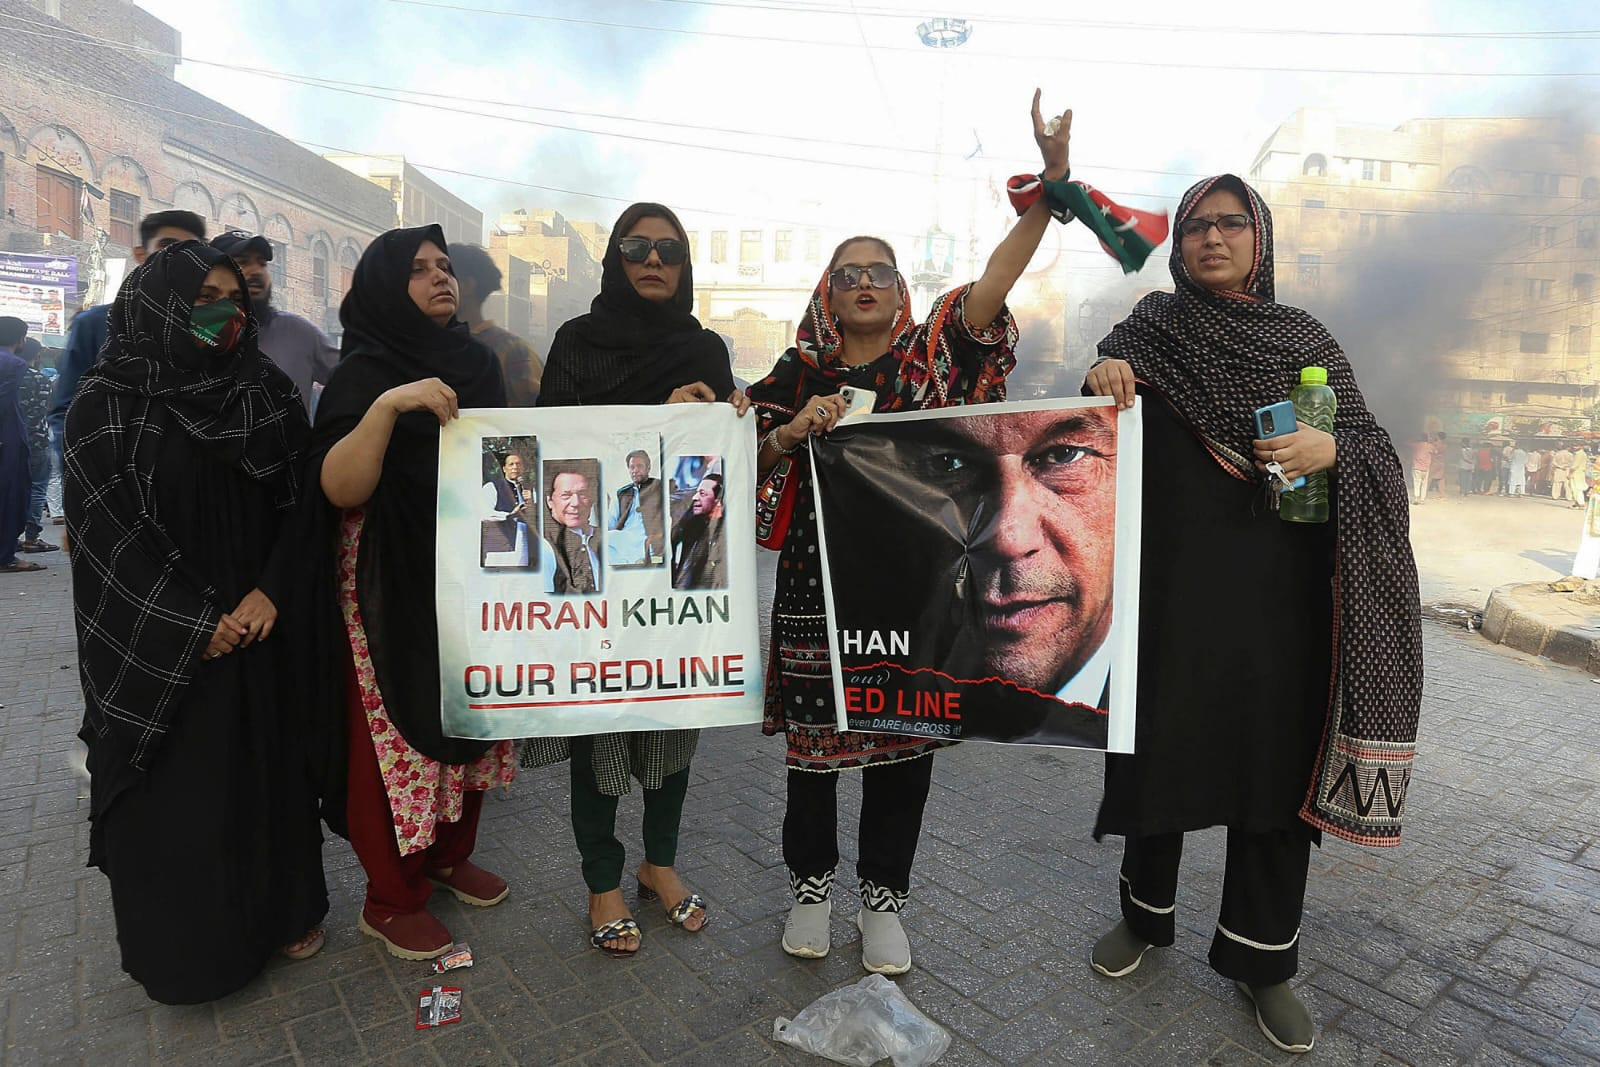 IMRAN KHAN
IS
OUR REDLINE
KHAN
(our)
ED LINE
even DARE to CROSS it!